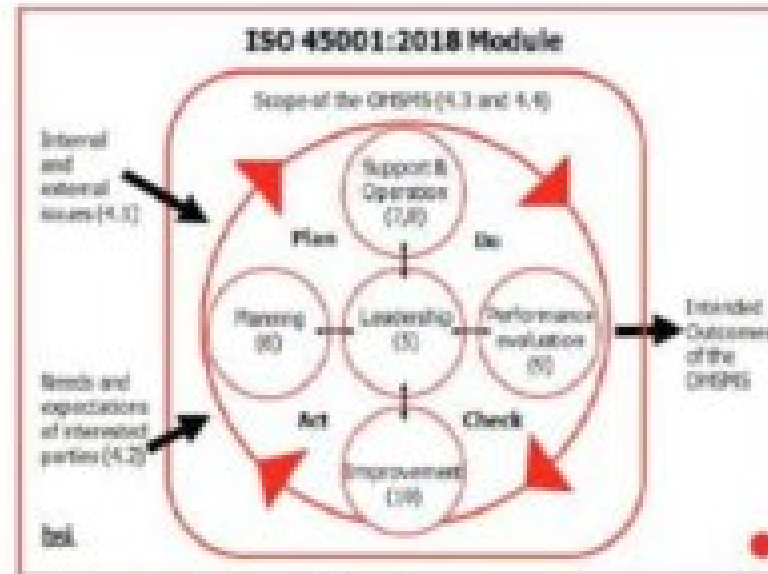 ISO 45001:2018 Module
Scope of the OHSMS (4.3 and 4.4)
Internal
and
external
issues (4.1)
Support &
Operation
(7,8)
Plan
Do
Planning
(6)
Leadership
(5)
Performance
evaluation
(9)
Intended
Outcomes
of the
OHSMS
Needs and
expectations
of interested
parties (4.2)
Act
Check
Improvement
(10)
bsi.